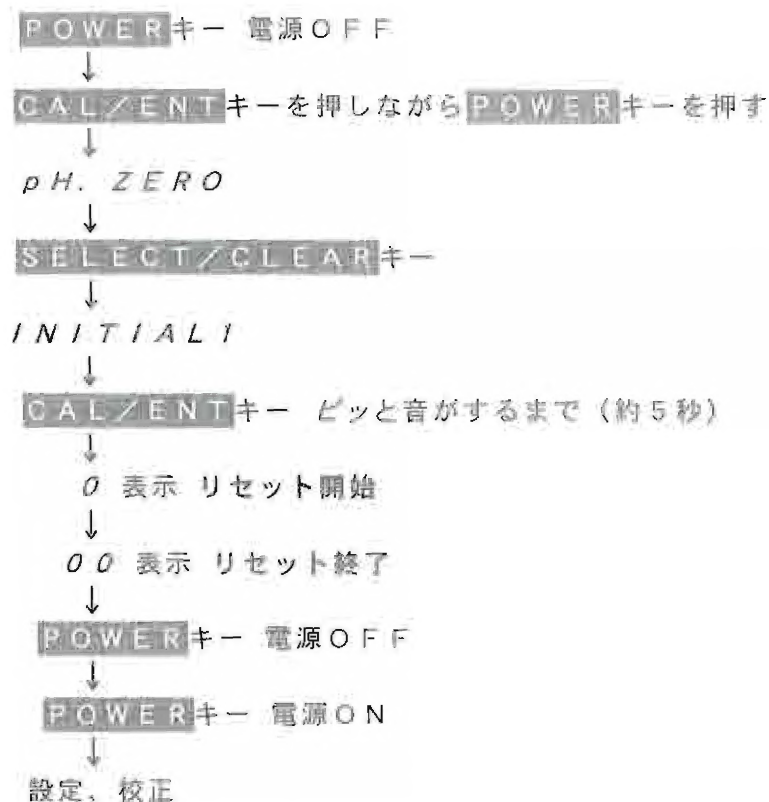 POWERキー 電源OFF
↓
CAL/ENTキーを押しながらPOWERキーを押す
↓
pH. ZERO
↓
SELECT/CLEARキー
↓
INITIAL1
↓
CAL/ENTキー ピッと音がするまで（約5秒）
↓
0 表示 リセット開始
↓
00 表示 リセット終了
↓
POWERキー 電源OFF
↓
POWERキー 電源ON
↓
設定、校正